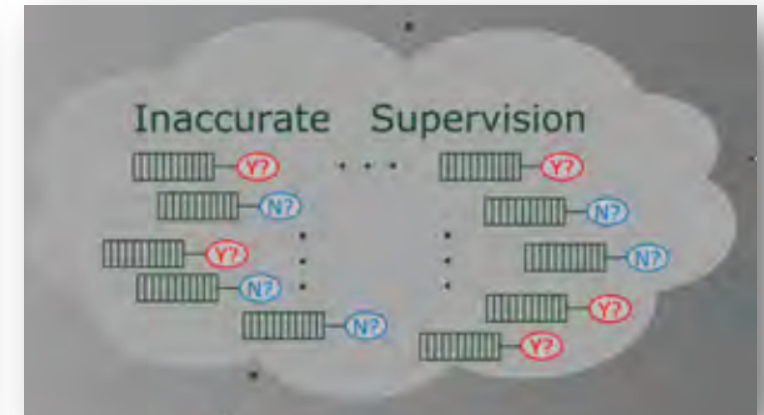 Inaccurate Supervision
Y? Y?
N? N?
Y? N?
N? Y?
N? Y?